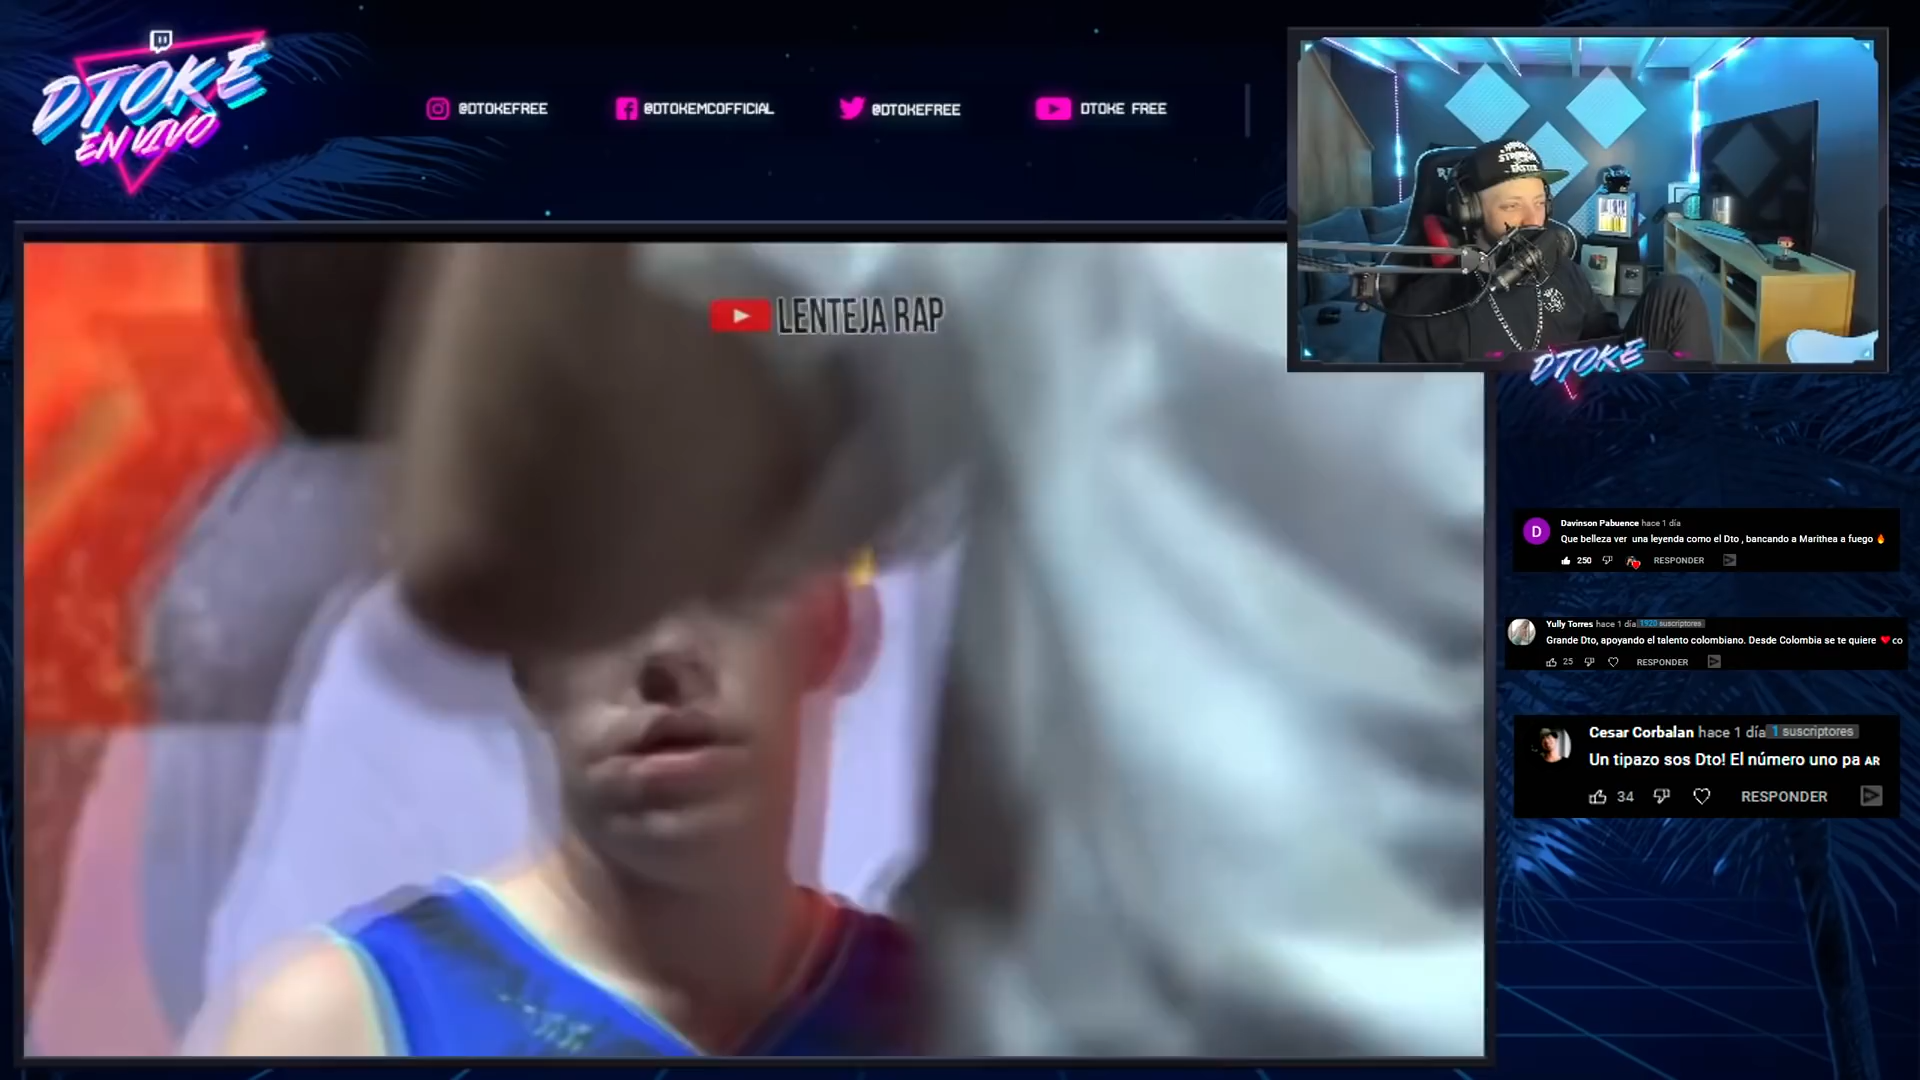 DTOKE
EN VIVO
@DTOKEFREE
@DTOKEMCOFFICIAL
@DTOKEFREE
DTOKE FREE
LENTEJA RAP
DTOKE
D
Davinson Pabuence hace 1 día
Que belleza ver una leyenda como el Dto , bancando a Marithea a fuego 🔥
250 RESPONDER
Yully Torres hace 1 día 1920 suscriptores
Grande Dto, apoyando el talento colombiano. Desde Colombia se te quiere ❤️ co
25 RESPONDER
Cesar Corbalan hace 1 día 1 suscriptores
Un tipazo sos Dto! El número uno pa AR
34 RESPONDER